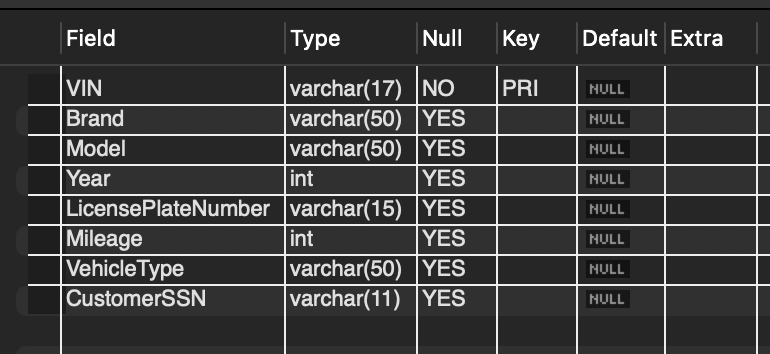 Field Type Null Key Default Extra
VIN varchar(17) NO PRI NULL
Brand varchar(50) YES NULL
Model varchar(50) YES NULL
Year int YES NULL
LicensePlateNumber varchar(15) YES NULL
Mileage int YES NULL
VehicleType varchar(50) YES NULL
CustomerSSN varchar(11) YES NULL